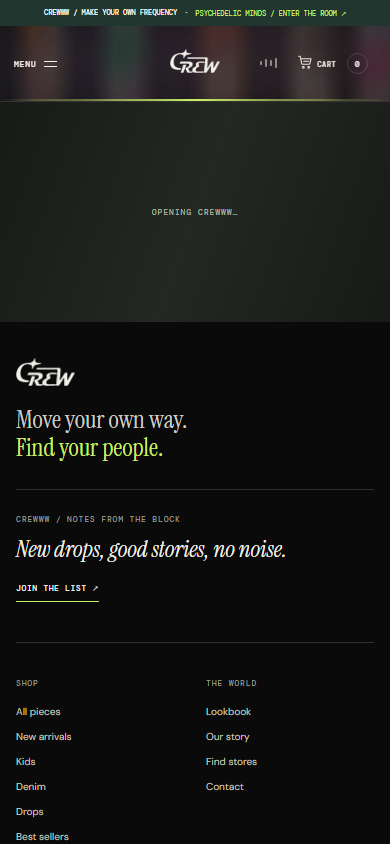 CREWWW / MAKE YOUR OWN FREQUENCY · PSYCHEDELIC MINDS / ENTER THE ROOM ↗
MENU CREW CART 0
OPENING CREWWW…
CREW
Move your own way.
Find your people.
CREWWW / NOTES FROM THE BLOCK
New drops, good stories, no noise.
JOIN THE LIST ↗
SHOP
All pieces
New arrivals
Kids
Denim
Drops
Best sellers
THE WORLD
Lookbook
Our story
Find stores
Contact